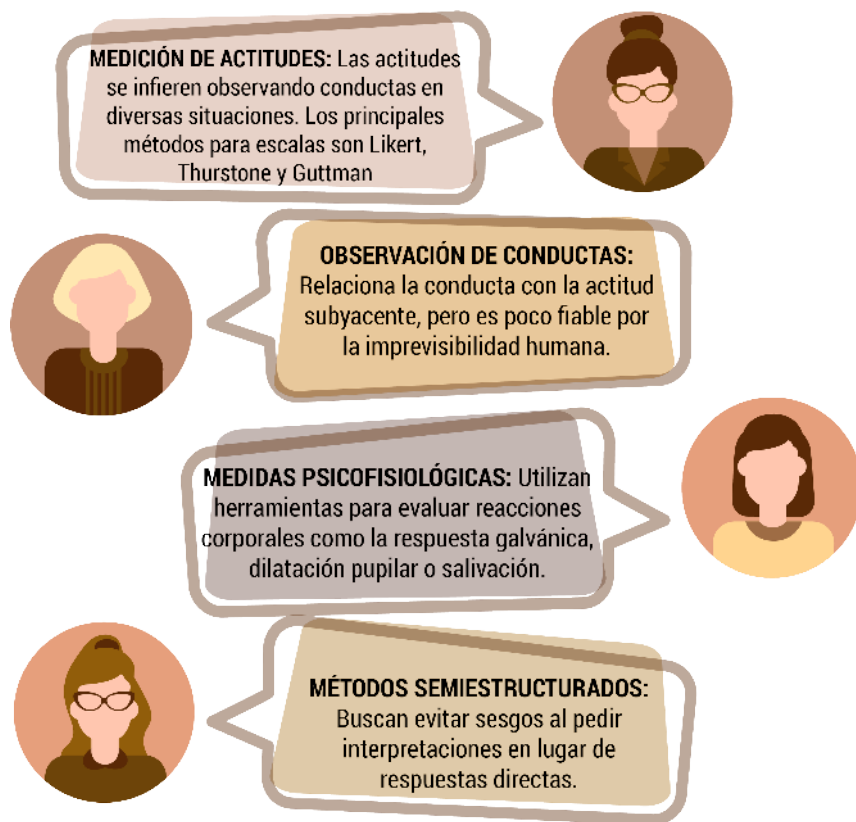 MEDICIÓN DE ACTITUDES: Las actitudes
se infieren observando conductas en
diversas situaciones. Los principales
métodos para escalas son Likert,
Thurstone y Guttman
OBSERVACIÓN DE CONDUCTAS:
Relaciona la conducta con la actitud
subyacente, pero es poco fiable por
la imprevisibilidad humana.
MEDIDAS PSICOFISIOLÓGICAS: Utilizan
herramientas para evaluar reacciones
corporales como la respuesta galvánica,
dilatación pupilar o salivación.
MÉTODOS SEMIESTRUCTURADOS:
Buscan evitar sesgos al pedir
interpretaciones en lugar de
respuestas directas.